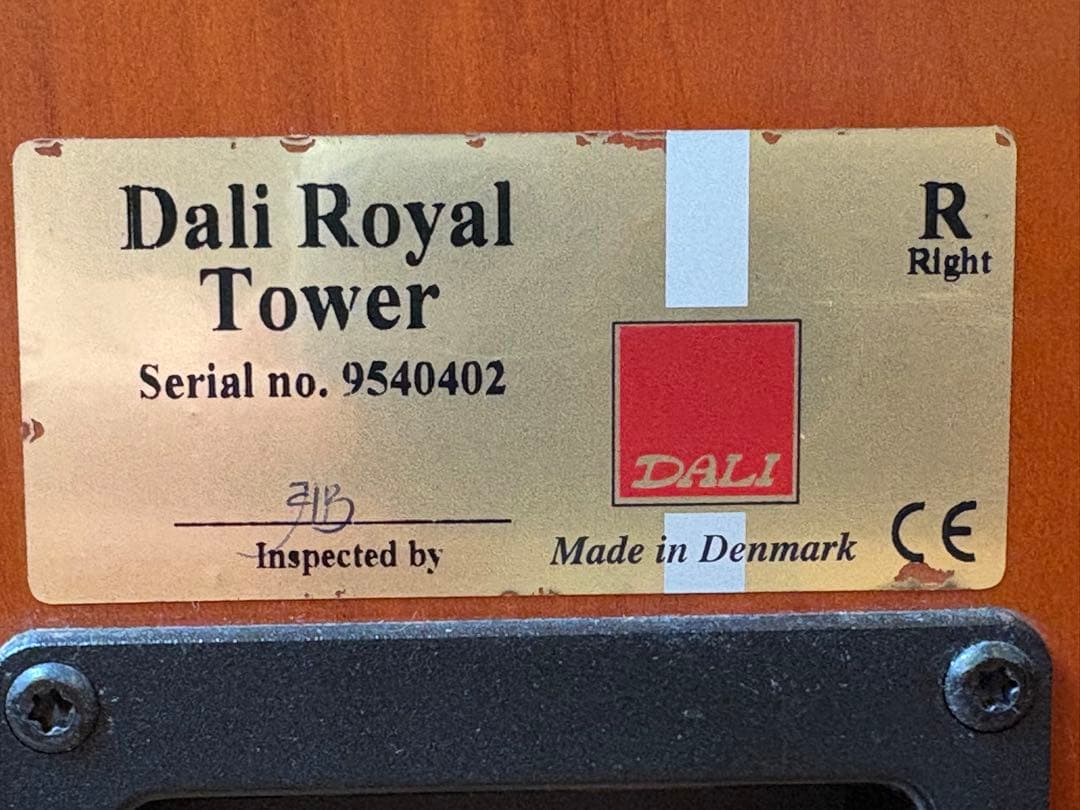 Dali Royal
Tower
Serial no. 9540402
Inspected by
R
Right
DALI
Made in Denmark
CE